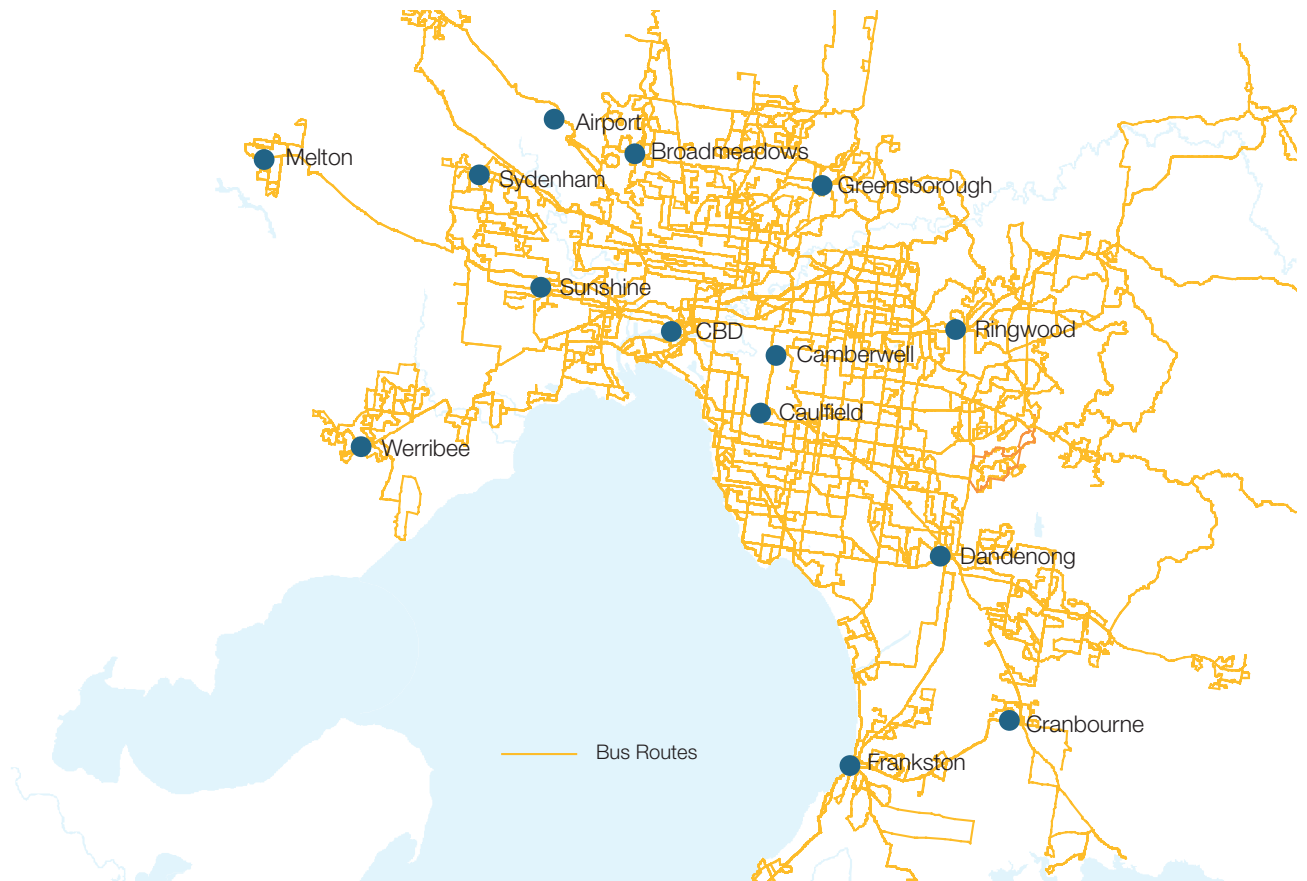 Airport
Broadmeadows
Melton
Sydenham
Greensborough
Sunshine
CBD
Ringwood
Camberwell
Caulfield
Werribee
Dandenong
Cranbourne
Bus Routes
Frankston